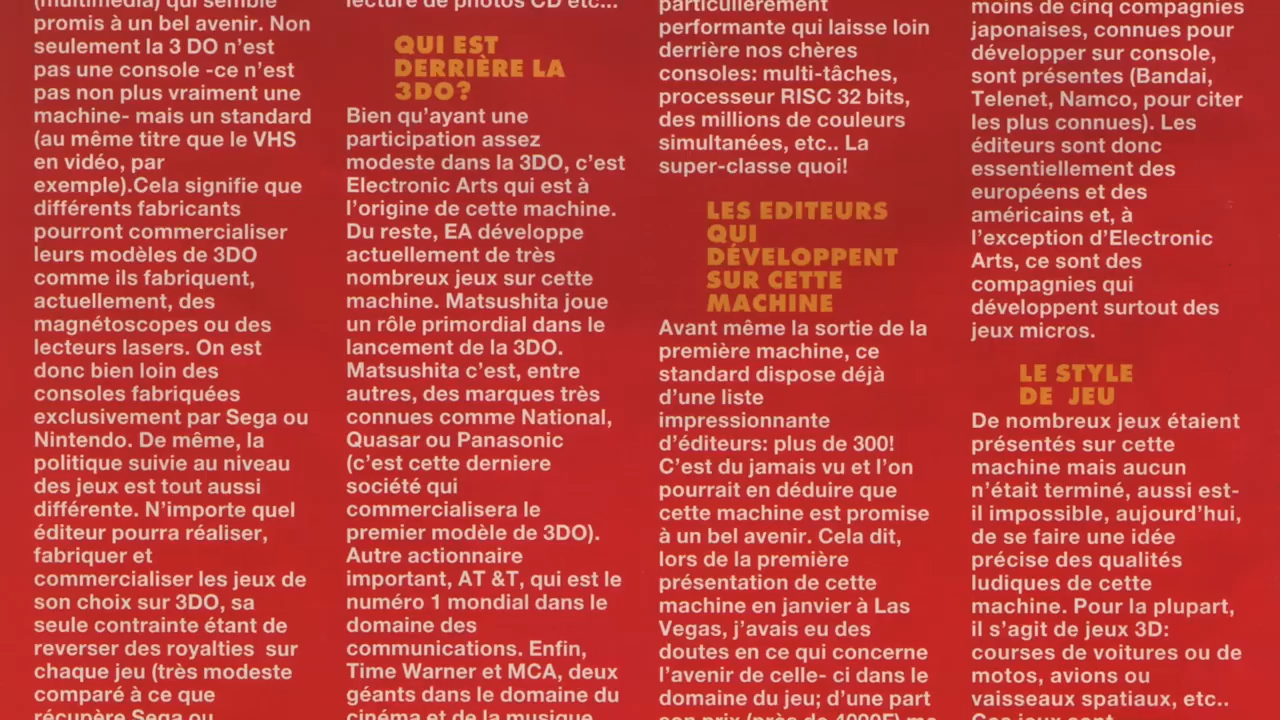 (multimédia) qui semble
promis à un bel avenir. Non
seulement la 3 DO n'est
pas une console -ce n'est
pas non plus vraiment une
machine- mais un standard
(au même titre que le VHS
en vidéo, par
exemple).Cela signifie que
différents fabricants
pourront commercialiser
leurs modèles de 3DO
comme ils fabriquent,
actuellement, des
magnétoscopes ou des
lecteurs lasers. On est
donc bien loin des
consoles fabriquées
exclusivement par Sega ou
Nintendo. De même, la
politique suivie au niveau
des jeux est tout aussi
différente. N'importe quel
éditeur pourra réaliser,
fabriquer et
commercialiser les jeux de
son choix sur 3DO, sa
seule contrainte étant de
reverser des royalties sur
chaque jeu (très modeste
comparé à ce que
récupère Sega ou
lecture de photos CD etc...
QUI EST
DERRIÈRE LA
3DO?
Bien qu'ayant une
participation assez
modeste dans la 3DO, c'est
Electronic Arts qui est à
l'origine de cette machine.
Du reste, EA développe
actuellement de très
nombreux jeux sur cette
machine. Matsushita joue
un rôle primordial dans le
lancement de la 3DO.
Matsushita c'est, entre
autres, des marques très
connues comme National,
Quasar ou Panasonic
(c'est cette derniere
société qui
commercialisera le
premier modèle de 3DO).
Autre actionnaire
important, AT &T, qui est le
numéro 1 mondial dans le
domaine des
communications. Enfin,
Time Warner et MCA, deux
géants dans le domaine du
cinéma et de la musique
particulièrement
performante qui laisse loin
derrière nos chères
consoles: multi-tâches,
processeur RISC 32 bits,
des millions de couleurs
simultanées, etc.. La
super-classe quoi!
LES EDITEURS
QUI
DÉVELOPPENT
SUR CETTE
MACHINE
Avant même la sortie de la
première machine, ce
standard dispose déjà
d'une liste
impressionnante
d'éditeurs: plus de 300!
C'est du jamais vu et l'on
pourrait en déduire que
cette machine est promise
à un bel avenir. Cela dit,
lors de la première
présentation de cette
machine en janvier à Las
Vegas, j'avais eu des
doutes en ce qui concerne
l'avenir de celle- ci dans le
domaine du jeu; d'une part
son prix (près de 4000F) me
moins de cinq compagnies
japonaises, connues pour
développer sur console,
sont présentes (Bandai,
Telenet, Namco, pour citer
les plus connues). Les
éditeurs sont donc
essentiellement des
européens et des
américains et, à
l'exception d'Electronic
Arts, ce sont des
compagnies qui
développent surtout des
jeux micros.
LE STYLE
DE JEU
De nombreux jeux étaient
présentés sur cette
machine mais aucun
n'était terminé, aussi est-
il impossible, aujourd'hui,
de se faire une idée
précise des qualités
ludiques de cette
machine. Pour la plupart,
il s'agit de jeux 3D:
courses de voitures ou de
motos, avions ou
vaisseaux spatiaux, etc..
Ces jeux sont